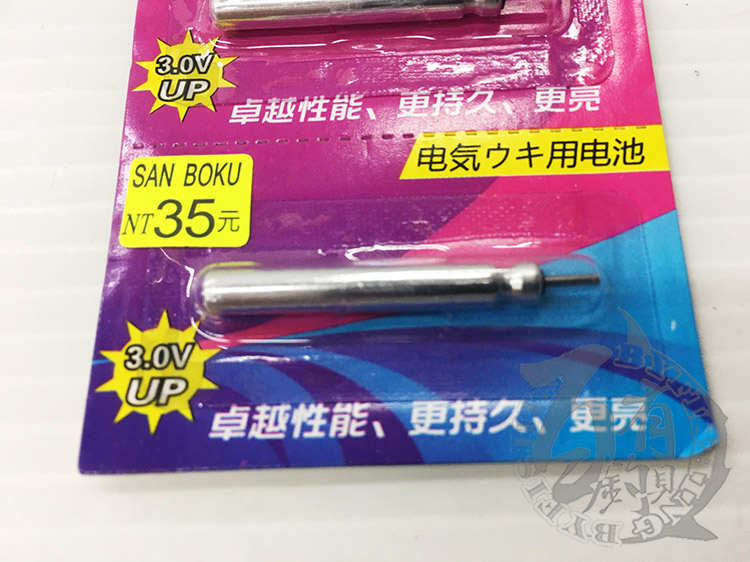 3.0V
UP
卓越性能、更持久、更亮
电気ウキ用电池
SAN BOKU
NT35元
3.0V
UP
卓越性能、更持久、更亮